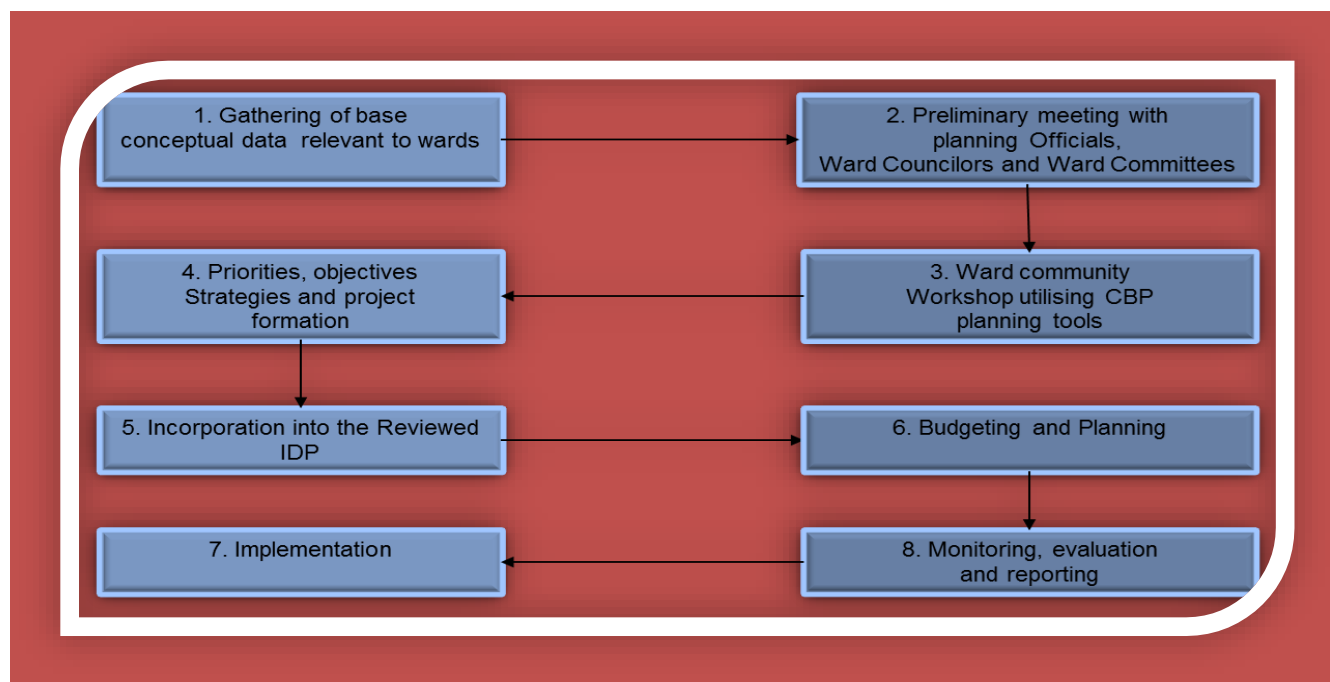 1. Gathering of base
conceptual data relevant to wards
2. Preliminary meeting with
planning Officials,
Ward Councilors and Ward Committees
3. Ward community
Workshop utilising CBP
planning tools
4. Priorities, objectives
Strategies and project
formation
5. Incorporation into the Reviewed
IDP
6. Budgeting and Planning
7. Implementation
8. Monitoring, evaluation
and reporting